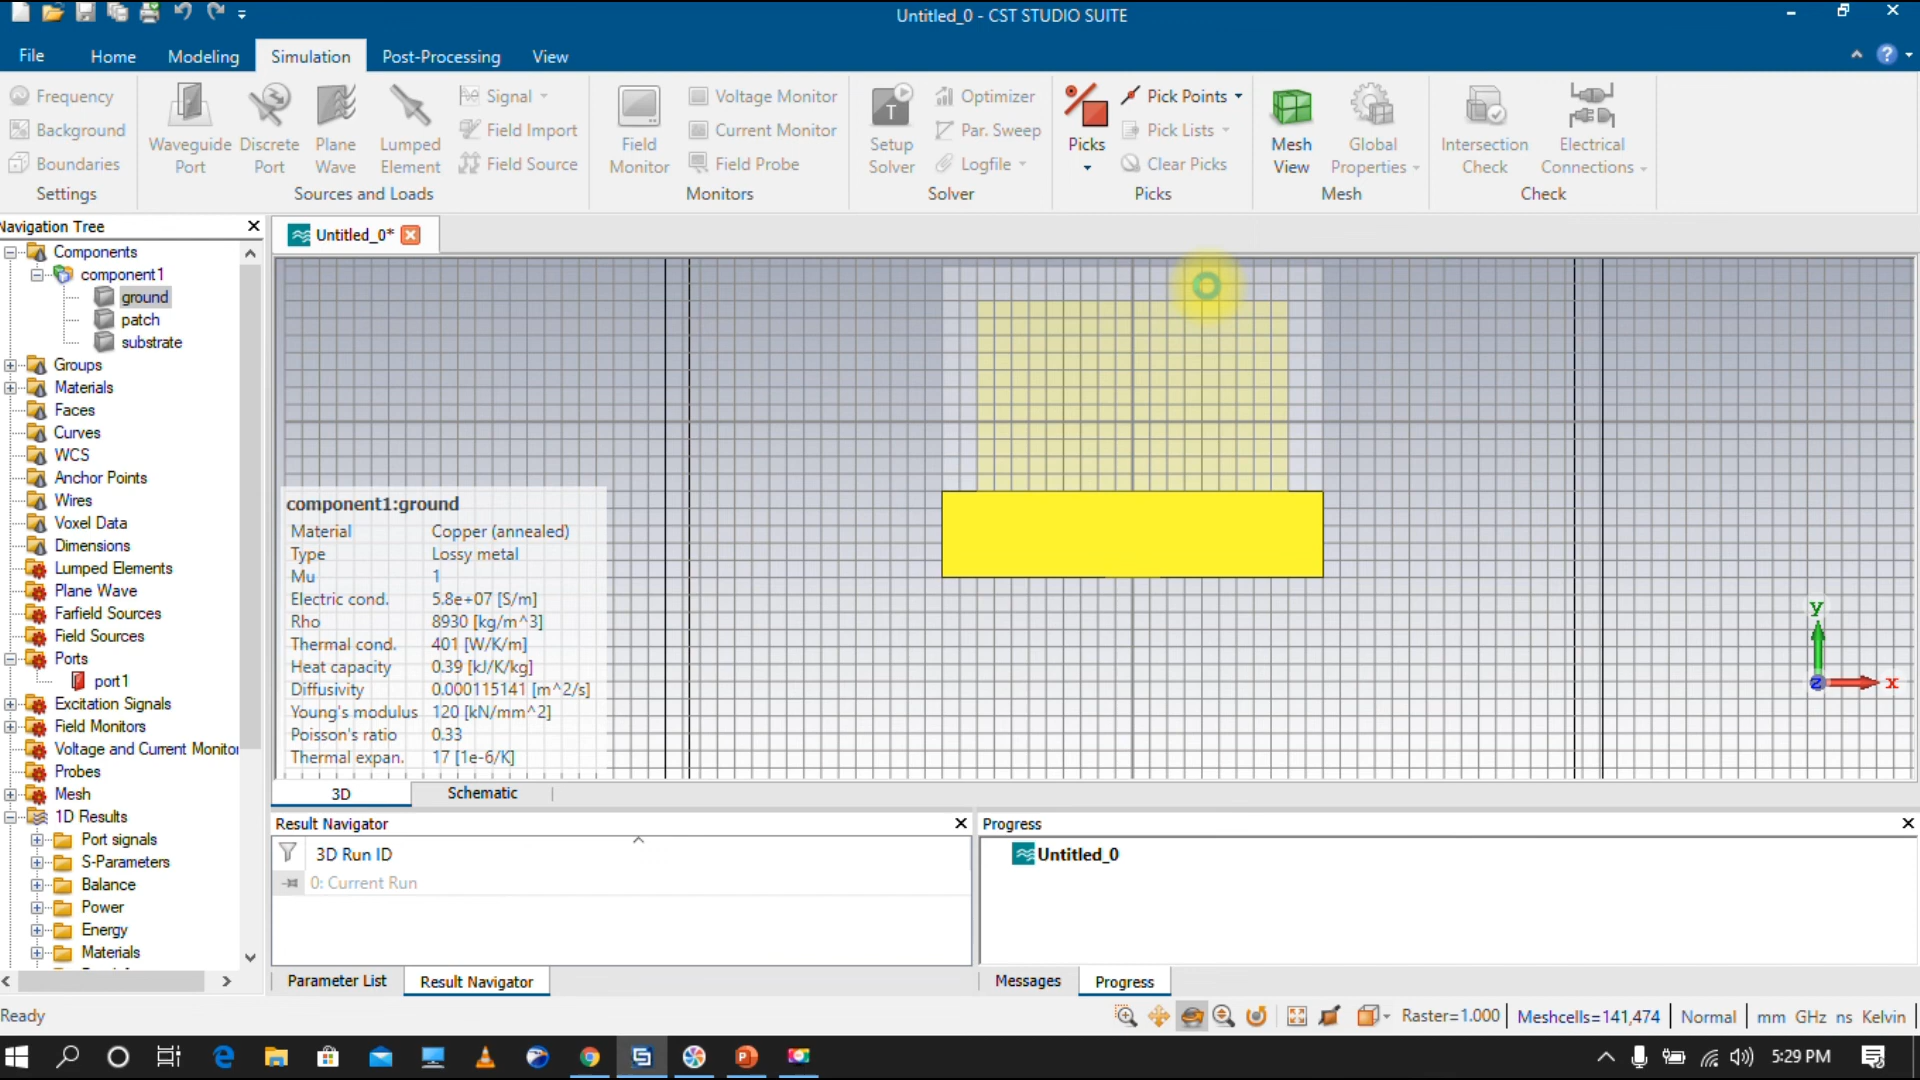 Untitled_0 - CST STUDIO SUITE
File Home Modeling Simulation Post-Processing View
Frequency
Background
Boundaries
Settings
Waveguide Port
Discrete Port
Plane Wave
Lumped Element
Signal
Field Import
Field Source
Sources and Loads
Field Monitor
Voltage Monitor
Current Monitor
Field Probe
Monitors
Setup Solver
Optimizer
Par. Sweep
Logfile
Solver
Picks
Pick Points
Pick Lists
Clear Picks
Picks
Mesh View
Global Properties
Mesh
Intersection Check
Electrical Connections
Check
Navigation Tree
Components
component1
ground
patch
substrate
Groups
Materials
Faces
Curves
WCS
Anchor Points
Wires
Voxel Data
Dimensions
Lumped Elements
Plane Wave
Farfield Sources
Field Sources
Ports
port1
Excitation Signals
Field Monitors
Voltage and Current Monitor
Probes
Mesh
1D Results
Port signals
S-Parameters
Balance
Power
Energy
Materials
Untitled_0*
component1:ground
Material Copper (annealed)
Type Lossy metal
Mu 1
Electric cond. 5.8e+07 [S/m]
Rho 8930 [kg/m^3]
Thermal cond. 401 [W/K/m]
Heat capacity 0.39 [kJ/K/kg]
Diffusivity 0.000115141 [m^2/s]
Young's modulus 120 [kN/mm^2]
Poisson's ratio 0.33
Thermal expan. 17 [1e-6/K]
y
z
x
3D Schematic
Result Navigator
3D Run ID
0: Current Run
Parameter List Result Navigator
Progress
Untitled_0
Messages Progress
Ready
Raster=1.000 Meshcells=141,474 Normal mm GHz ns Kelvin
5:29 PM